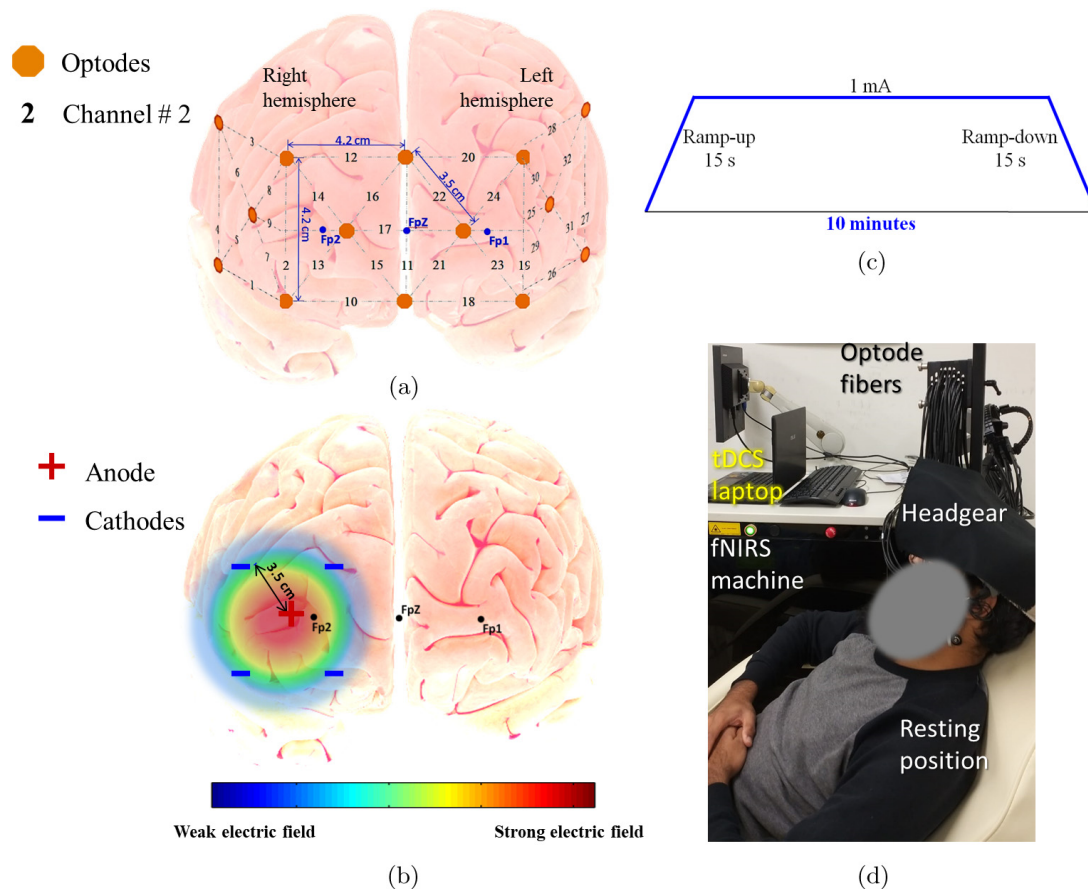 Optodes
2 Channel # 2
Right
hemisphere
Left
hemisphere
4.2 cm
4.2 cm
3.5 cm
3
12
20
28
32
6
8
14
16
22
24
30
4
5
9
Fp2
17
FpZ
Fp1
25
31
27
29
7
2
13
15
11
21
23
19
26
1
10
18
(a)
1 mA
Ramp-up
15 s
Ramp-down
15 s
10 minutes
(c)
Anode
Cathodes
3.5 cm
Fp2
FpZ
Fp1
Weak electric field
Strong electric field
(b)
Optode
fibers
tDCS
laptop
Headgear
fNIRS
machine
Resting
position
(d)